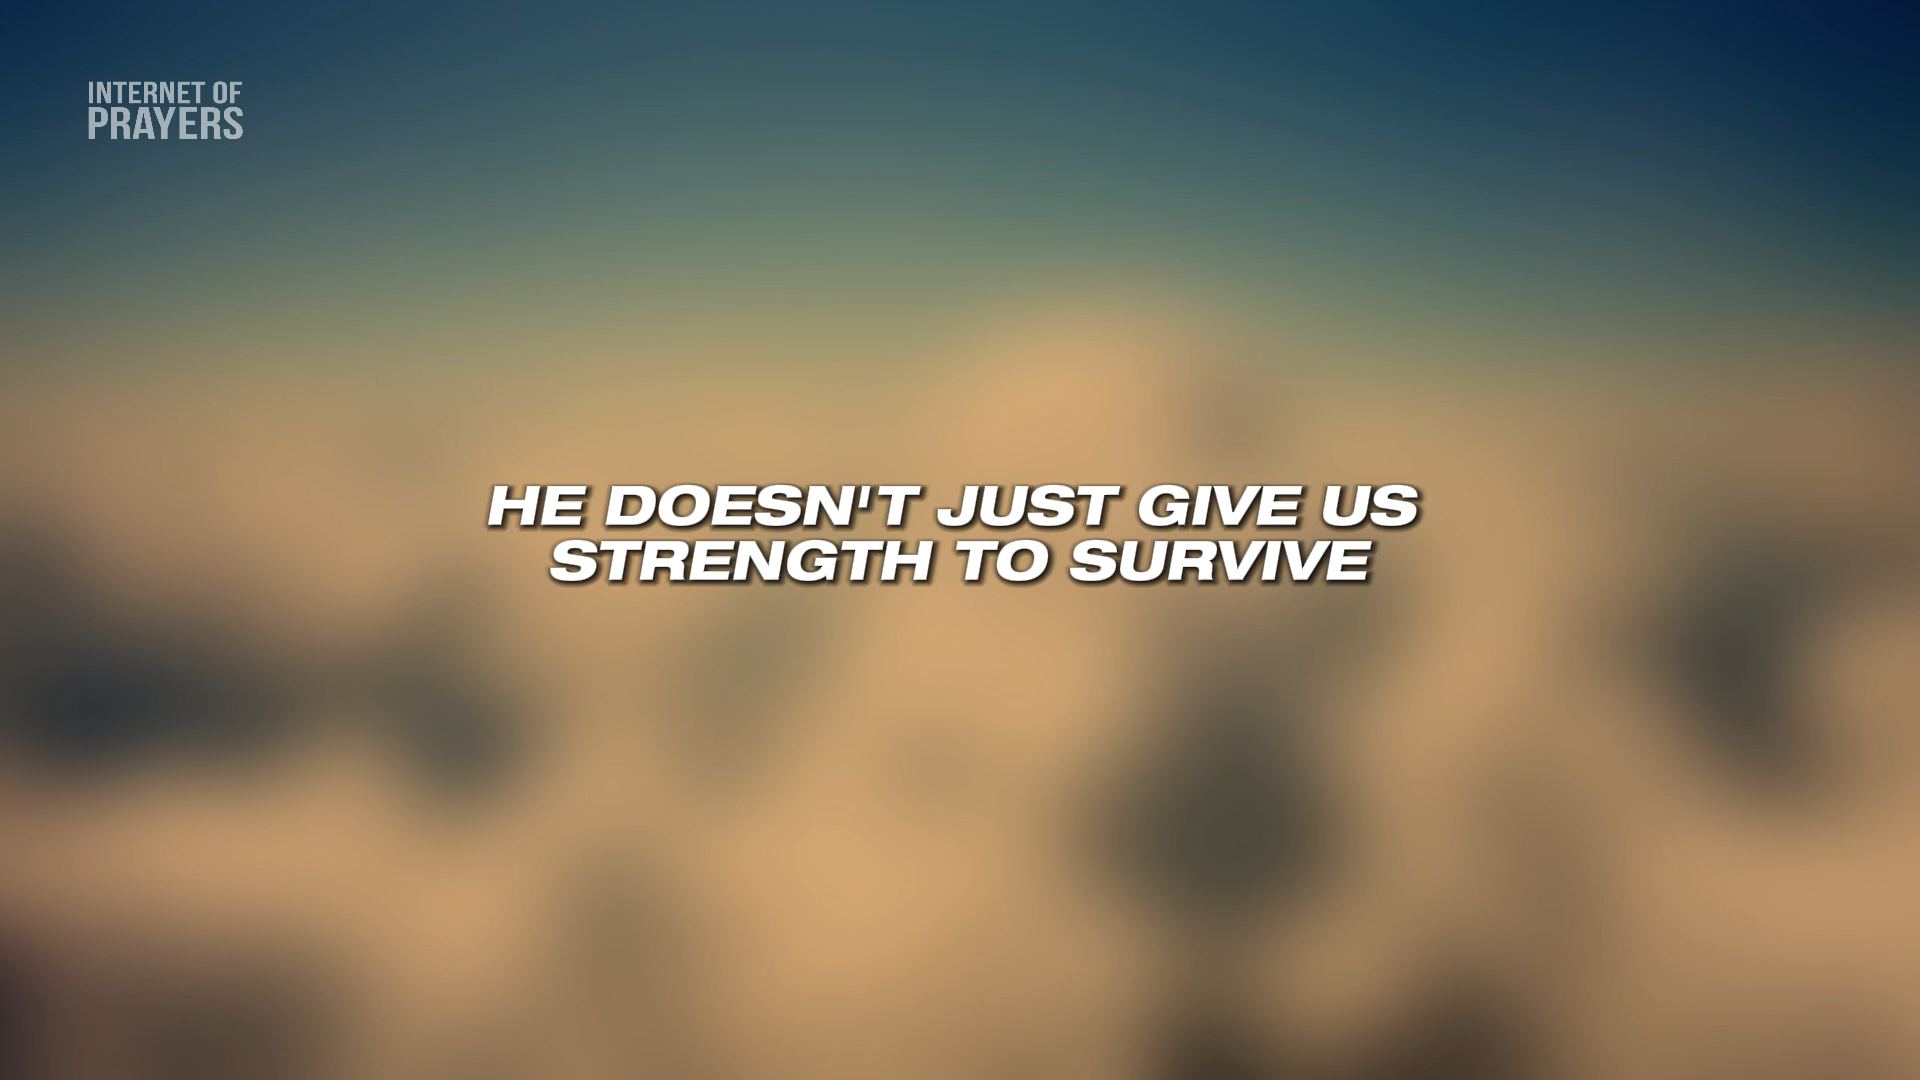 INTERNET OF
PRAYERS
HE DOESN'T JUST GIVE US
STRENGTH TO SURVIVE